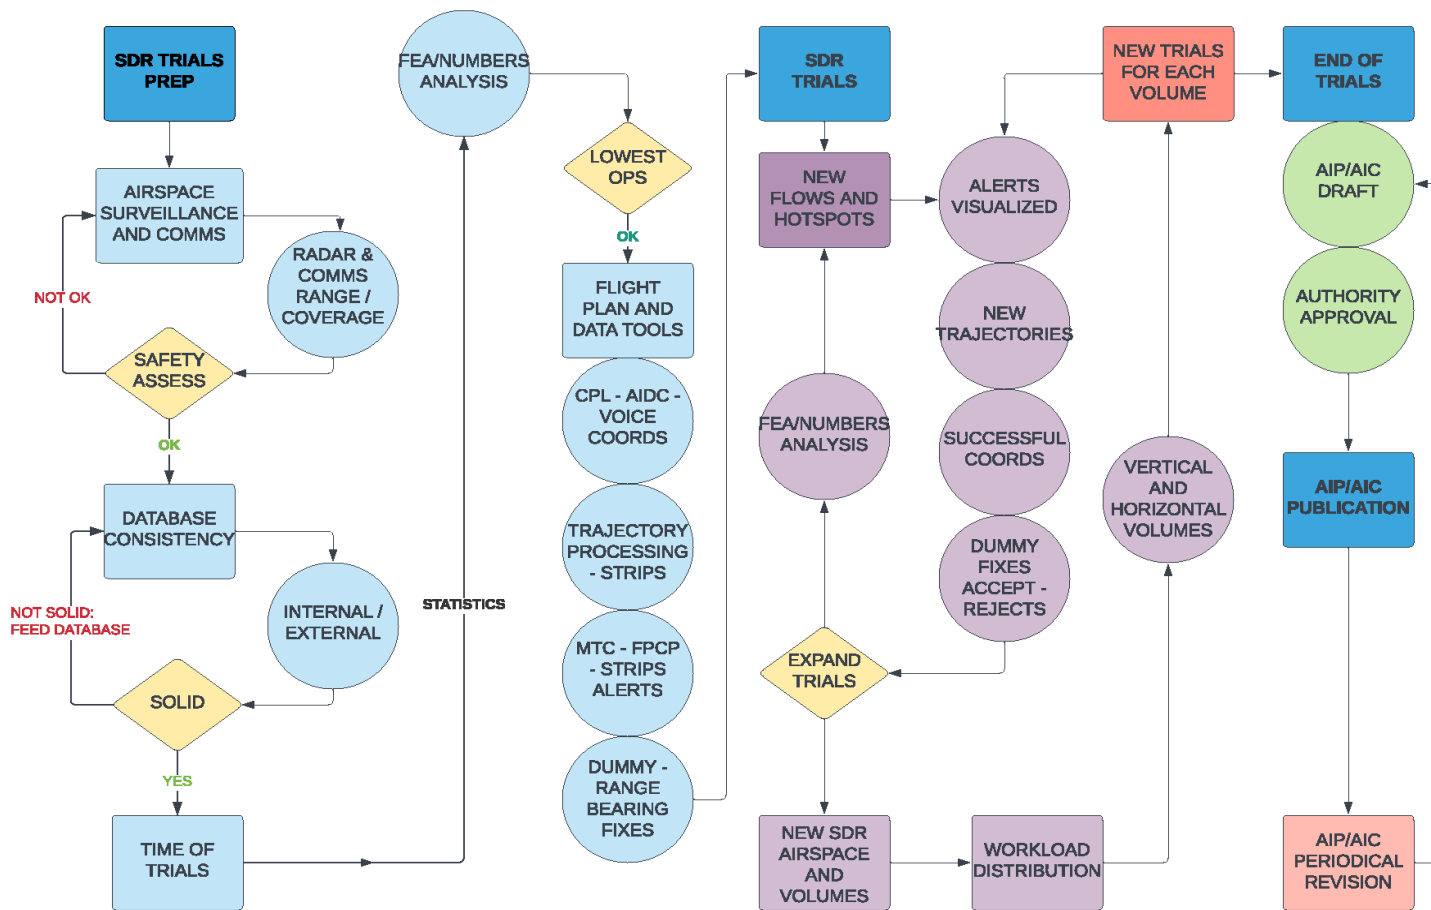 SDR TRIALS
PREP
AIRSPACE
SURVEILLANCE
AND COMMS
RADAR &
COMMS
RANGE /
COVERAGE
NOT OK
SAFETY
ASSESS
OK
DATABASE
CONSISTENCY
INTERNAL /
EXTERNAL
NOT SOLID:
FEED DATABASE
SOLID
YES
TIME OF
TRIALS
STATISTICS
FEA/NUMBERS
ANALYSIS
LOWEST
OPS
OK
FLIGHT
PLAN AND
DATA TOOLS
CPL - AIDC -
VOICE
COORDS
TRAJECTORY
PROCESSING
- STRIPS
MTC - FPCP
- STRIPS
ALERTS
DUMMY -
RANGE
BEARING
FIXES
SDR
TRIALS
NEW
FLOWS AND
HOTSPOTS
ALERTS
VISUALIZED
NEW
TRAJECTORIES
SUCCESSFUL
COORDS
DUMMY
FIXES
ACCEPT -
REJECTS
EXPAND
TRIALS
FEA/NUMBERS
ANALYSIS
NEW SDR
AIRSPACE
AND
VOLUMES
WORKLOAD
DISTRIBUTION
VERTICAL
AND
HORIZONTAL
VOLUMES
NEW TRIALS
FOR EACH
VOLUME
END OF
TRIALS
AIP/AIC
DRAFT
AUTHORITY
APPROVAL
AIP/AIC
PUBLICATION
AIP/AIC
PERIODICAL
REVISION